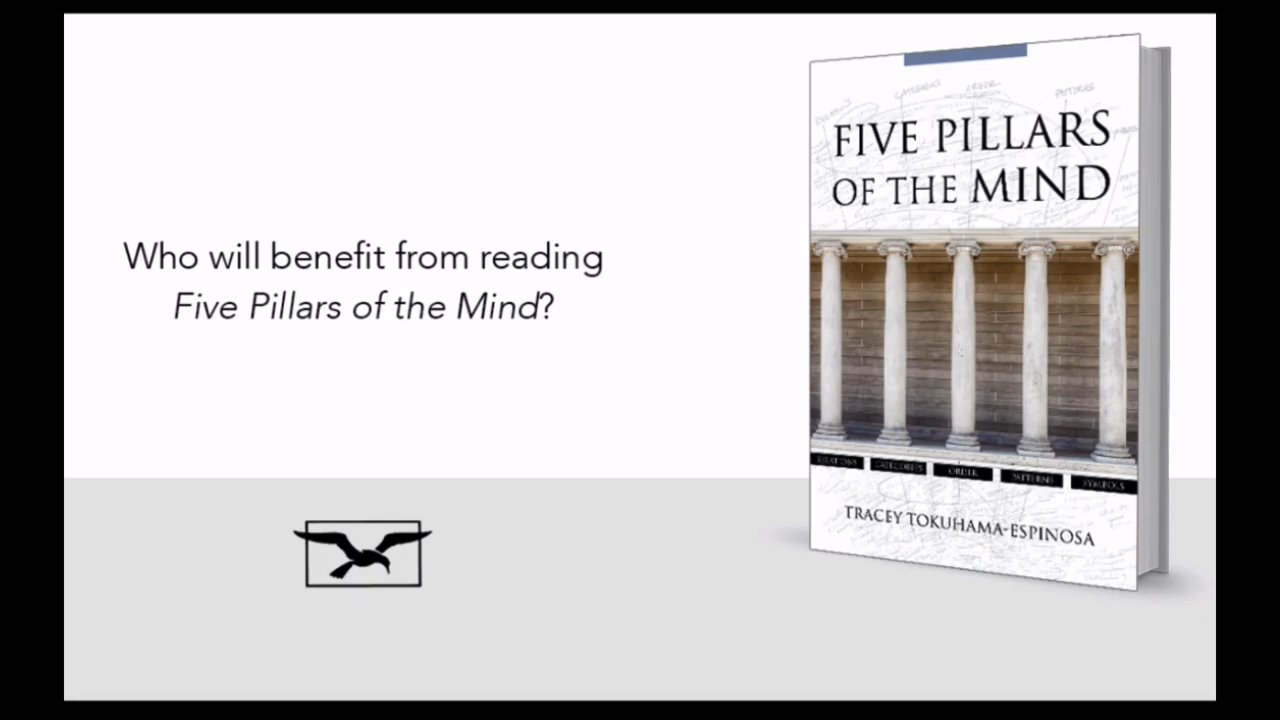 Who will benefit from reading
Five Pillars of the Mind?
FIVE PILLARS
OF THE MIND
RELATIONS CATEGORIES ORDER PATTERNS SYMBOLS
TRACEY TOKUHAMA-ESPINOSA